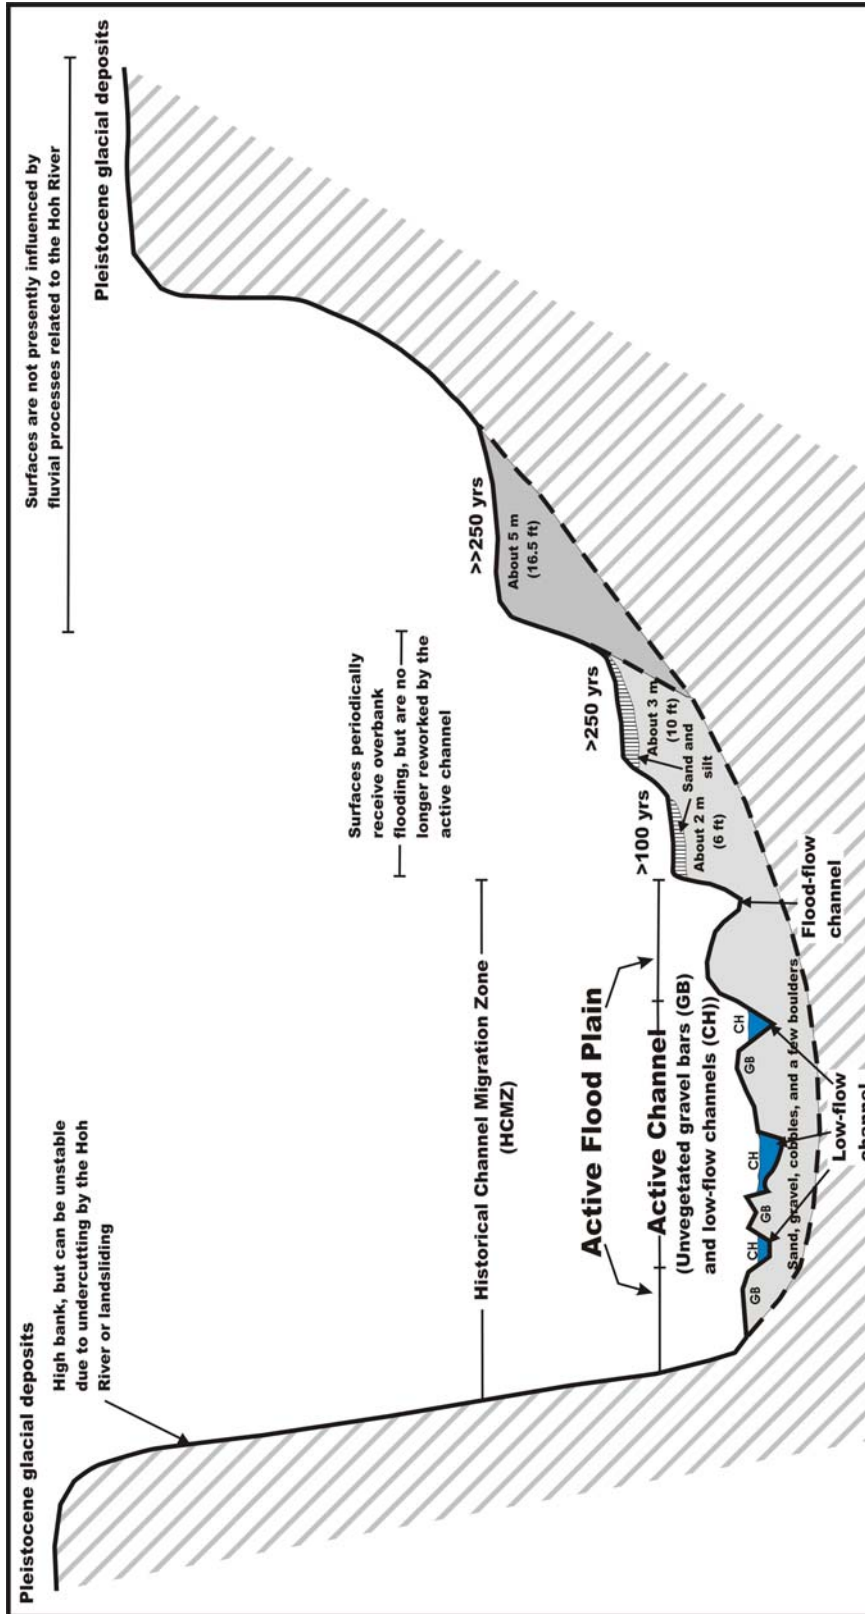 Pleistocene glacial deposits
High bank, but can be unstable
due to undercutting by the Hoh
River or landsliding
Surfaces are not presently influenced by
fluvial processes related to the Hoh River
Pleistocene glacial deposits
Surfaces periodically
receive overbank
flooding, but are no
longer reworked by the
active channel
Historical Channel Migration Zone
(HCMZ)
Active Flood Plain
Active Channel
(Unvegetated gravel bars (GB)
and low-flow channels (CH))
>100 yrs
>250 yrs
>>250 yrs
About 2 m
(6 ft)
Sand and
silt
About 3 m
(10 ft)
About 5 m
(16.5 ft)
GB
CH
GB
CH
GB
CH
Sand, gravel, cobbles, and a few boulders
Low-flow
channel
Flood-flow
channel